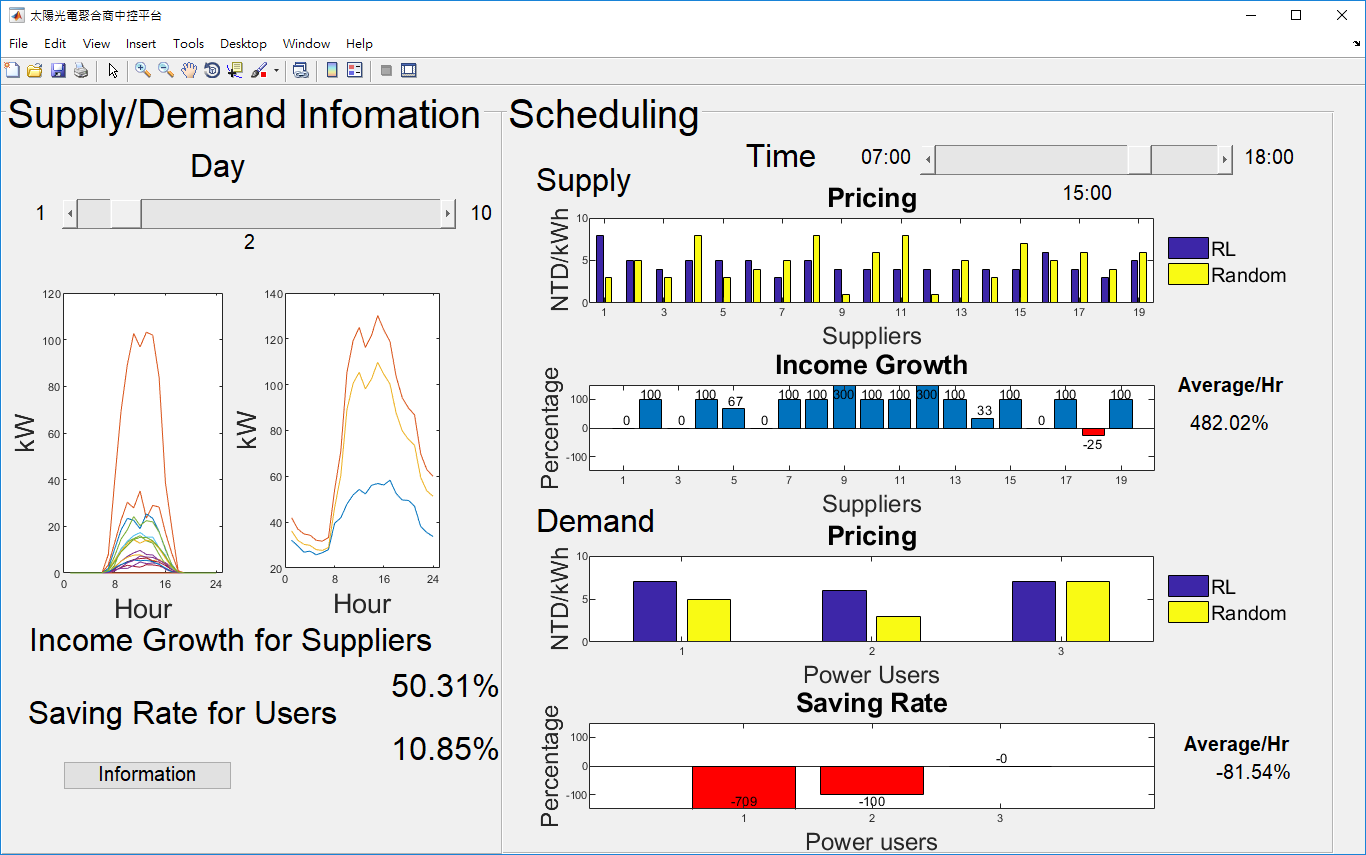 太陽光電聚合商中控平台
File Edit View Insert Tools Desktop Window Help
Supply/Demand Infomation
Day
1 10
2
120
100
80
60
40
20
0
0 8 16 24
kW
Hour
140
120
100
80
60
40
20
0 8 16 24
kW
Hour
Income Growth for Suppliers
50.31%
Saving Rate for Users
10.85%
Information
Scheduling
Time 07:00 18:00
15:00
Supply
Pricing
NTD/kWh
10
5
0
1 3 5 7 9 11 13 15 17 19
Suppliers
RL
Random
Income Growth
Percentage
100
0
-100
0 100 0 100 67 0 100 100 300 100 100 300 100 33 100 0 100 -25 100
1 3 5 7 9 11 13 15 17 19
Suppliers
Average/Hr
482.02%
Demand
Pricing
NTD/kWh
10
5
0
1 2 3
Power Users
RL
Random
Saving Rate
Percentage
100
0
-100
-709 -100 -0
1 2 3
Power users
Average/Hr
-81.54%